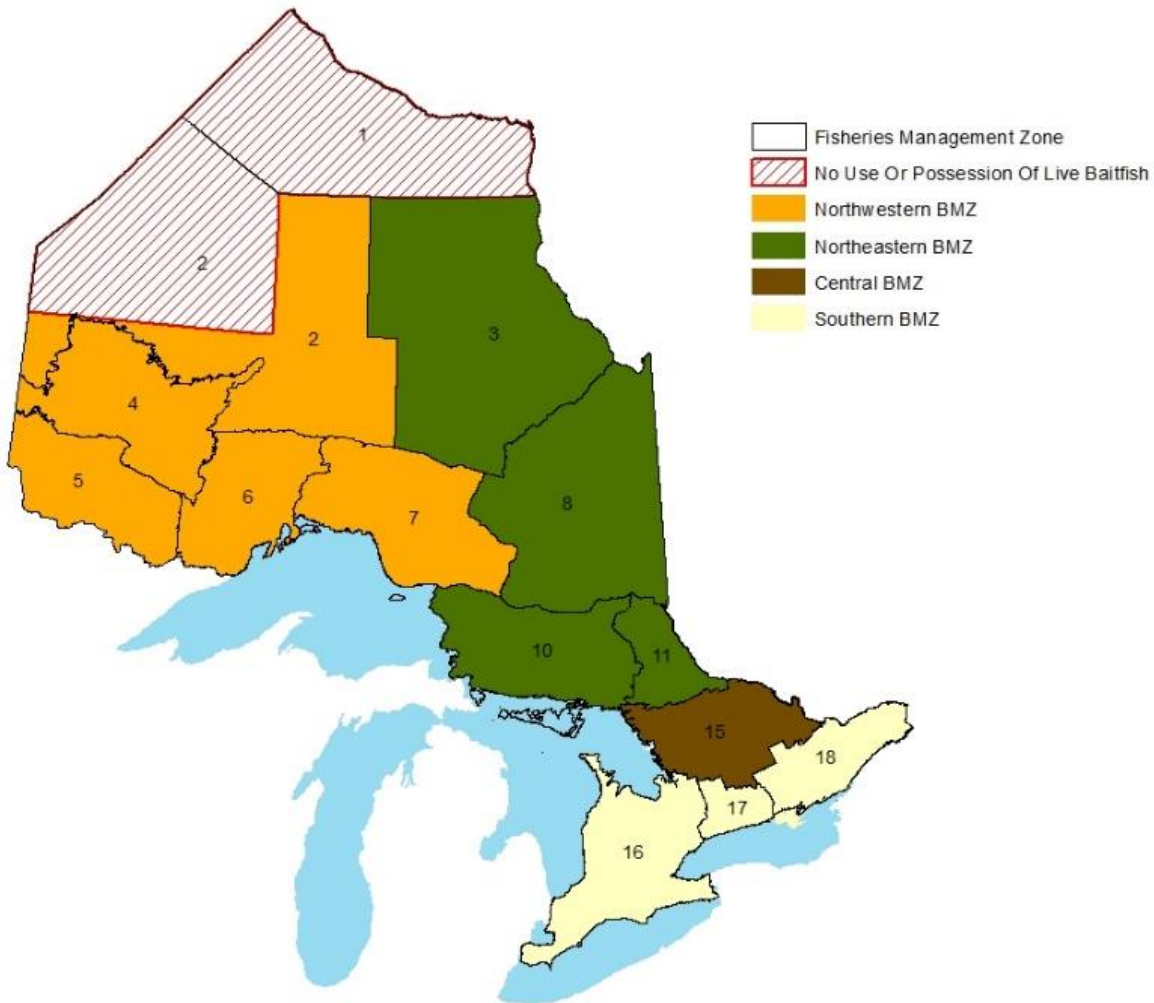 1
Fisheries Management Zone
No Use Or Possession Of Live Baitfish
Northwestern BMZ
2
Northeastern BMZ
Central BMZ
Southern BMZ
2
3
4
5
6
7
8
10
11
15
18
17
16